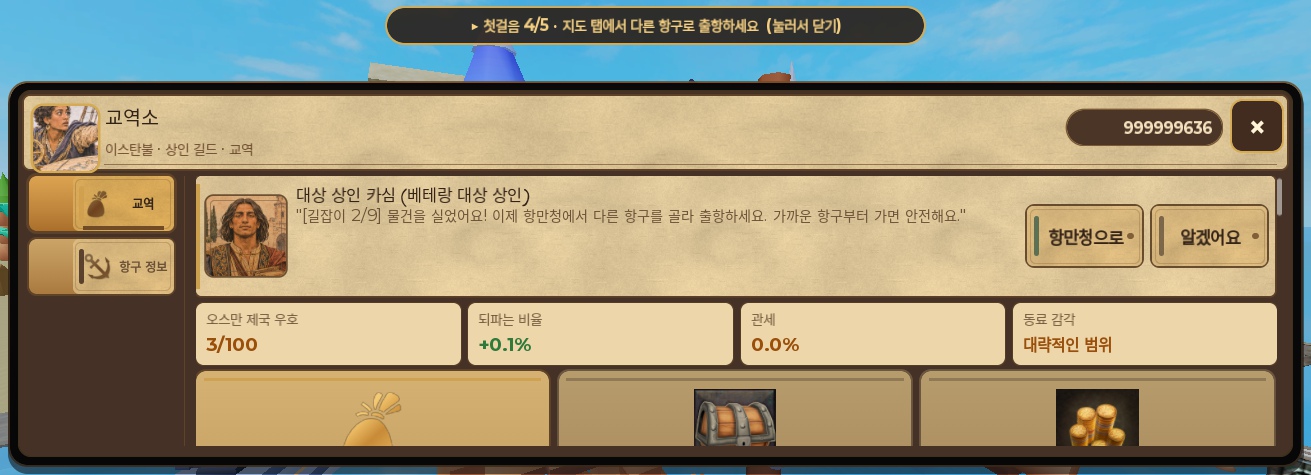 ▸ 첫걸음 4/5 · 지도 탭에서 다른 항구로 출항하세요 (눌러서 닫기)
교역소
이스탄불 · 상인 길드 · 교역
999999636
×
교역
항구 정보
대상 상인 카심 (베테랑 대상 상인)
"[길잡이 2/9] 물건을 실었어요! 이제 항만청에서 다른 항구를 골라 출항하세요. 가까운 항구부터 가면 안전해요."
항만청으로
알겠어요
오스만 제국 우호
3/100
되파는 비율
+0.1%
관세
0.0%
동료 감각
대략적인 범위